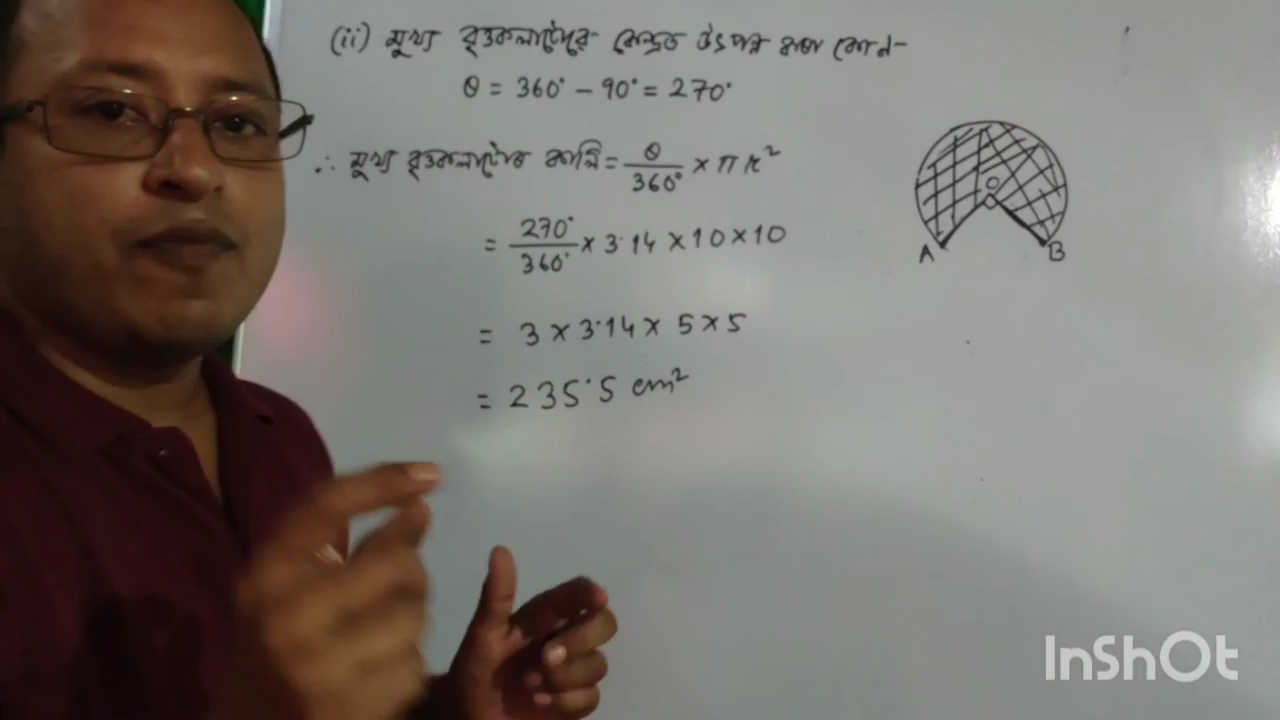 (ii) মুখ্য বৃত্তকলাটোৱে কেন্দ্ৰত উৎপন্ন কৰা কোণ-
θ = 360° - 90° = 270°
∴ মুখ্য বৃত্তকলাটোৰ কালি = θ/360° × π r²
= 270°/360° × 3.14 × 10 × 10
= 3 × 3.14 × 5 × 5
= 235.5 cm²
O
A B
InShOt